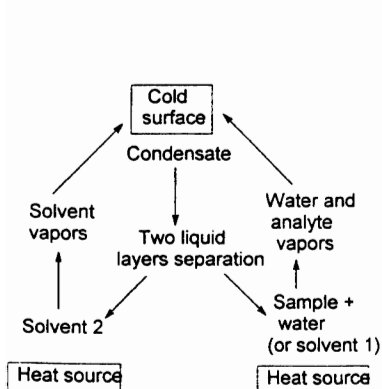 Cold
surface
Condensate
Solvent
vapors
Water and
analyte
vapors
Two liquid
layers separation
Solvent 2
Sample +
water
(or solvent 1)
Heat source
Heat source